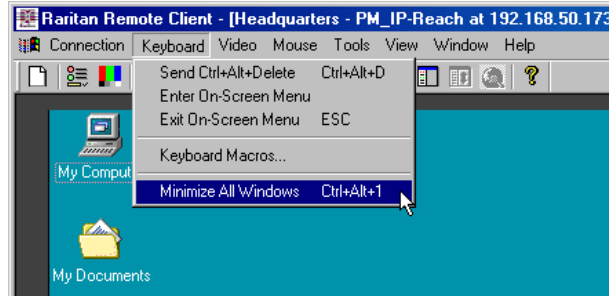 Raritan Remote Client - [Headquarters - PM_IP-Reach at 192.168.50.173
Connection Keyboard Video Mouse Tools View Window Help
Send Ctrl+Alt+Delete Ctrl+Alt+D
Enter On-Screen Menu
Exit On-Screen Menu ESC
Keyboard Macros...
Minimize All Windows Ctrl+Alt+1
My Comput
My Documents